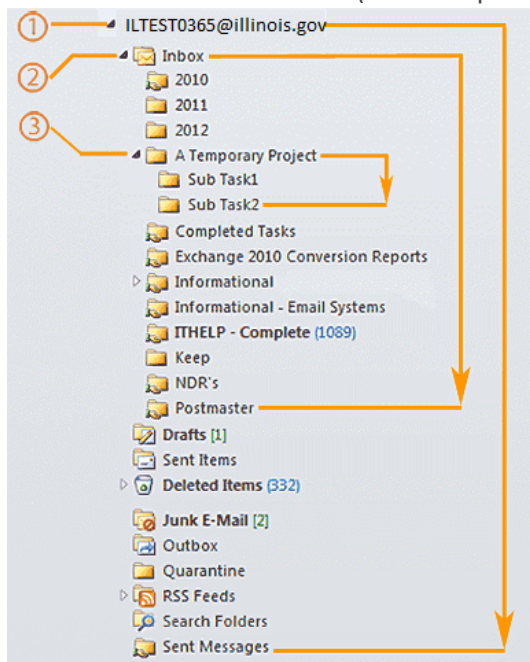 ① ILTEST0365@illinois.gov
② Inbox
2010
2011
2012
③ A Temporary Project
Sub Task1
Sub Task2
Completed Tasks
Exchange 2010 Conversion Reports
Informational
Informational - Email Systems
ITHELP - Complete (1089)
Keep
NDR's
Postmaster
Drafts [1]
Sent Items
Deleted Items (332)
Junk E-Mail [2]
Outbox
Quarantine
RSS Feeds
Search Folders
Sent Messages